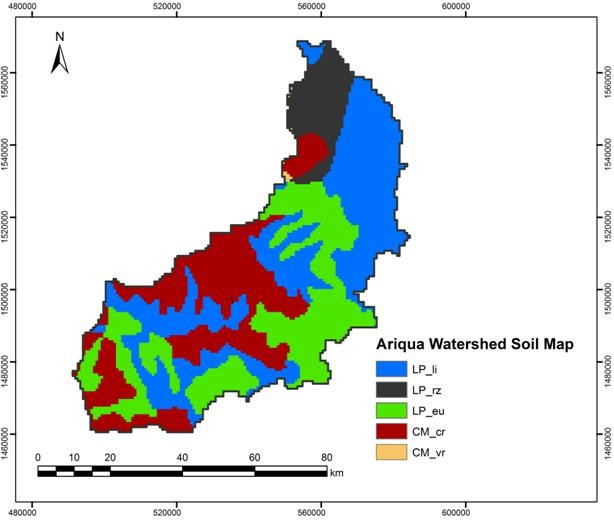 480000 520000 560000 600000
N
1560000 1560000
1540000 1540000
1520000 1520000
1500000 1500000
Ariqua Watershed Soil Map
LP_li
1480000 1480000
LP_rz
LP_eu
CM_cr
1460000 1460000
CM_vr
0 10 20 40 60 80
km
480000 520000 560000 600000